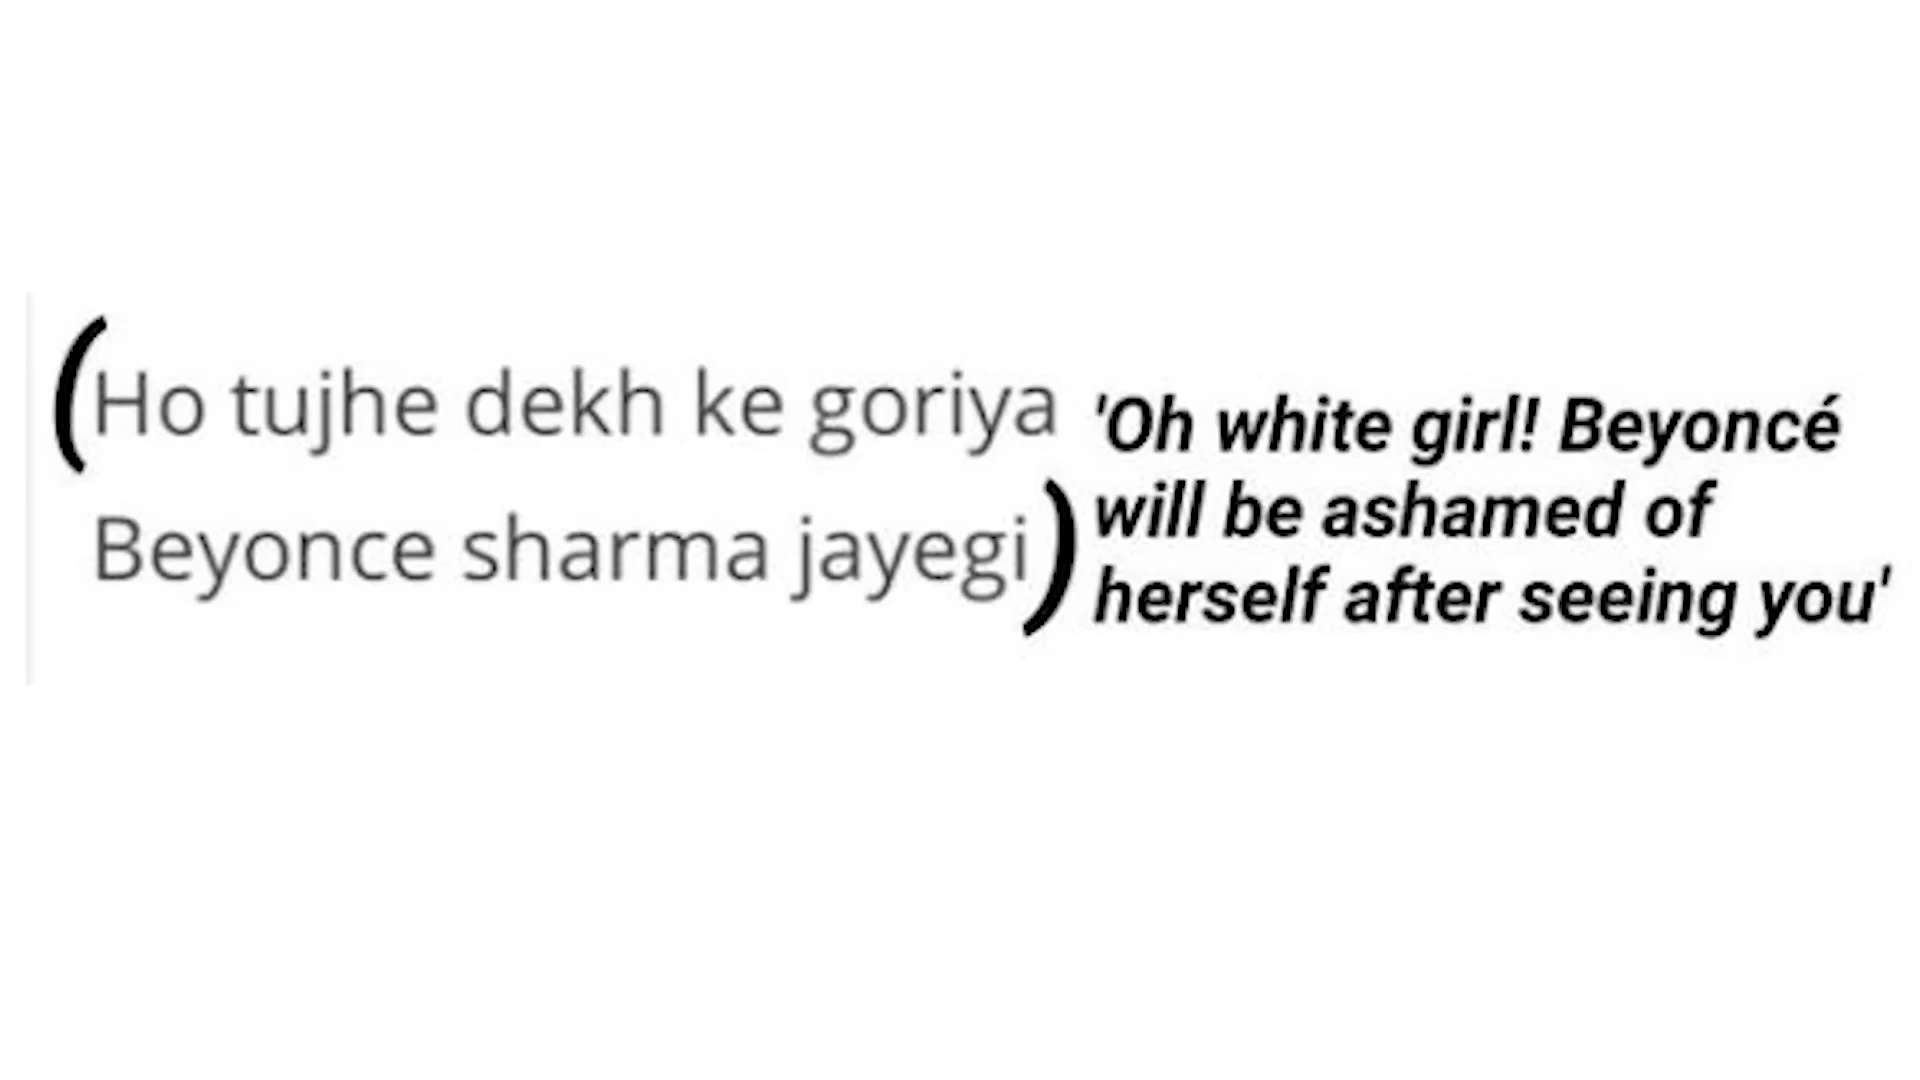 (Ho tujhe dekh ke goriya
Beyonce sharma jayegi)
'Oh white girl! Beyoncé
will be ashamed of
herself after seeing you'